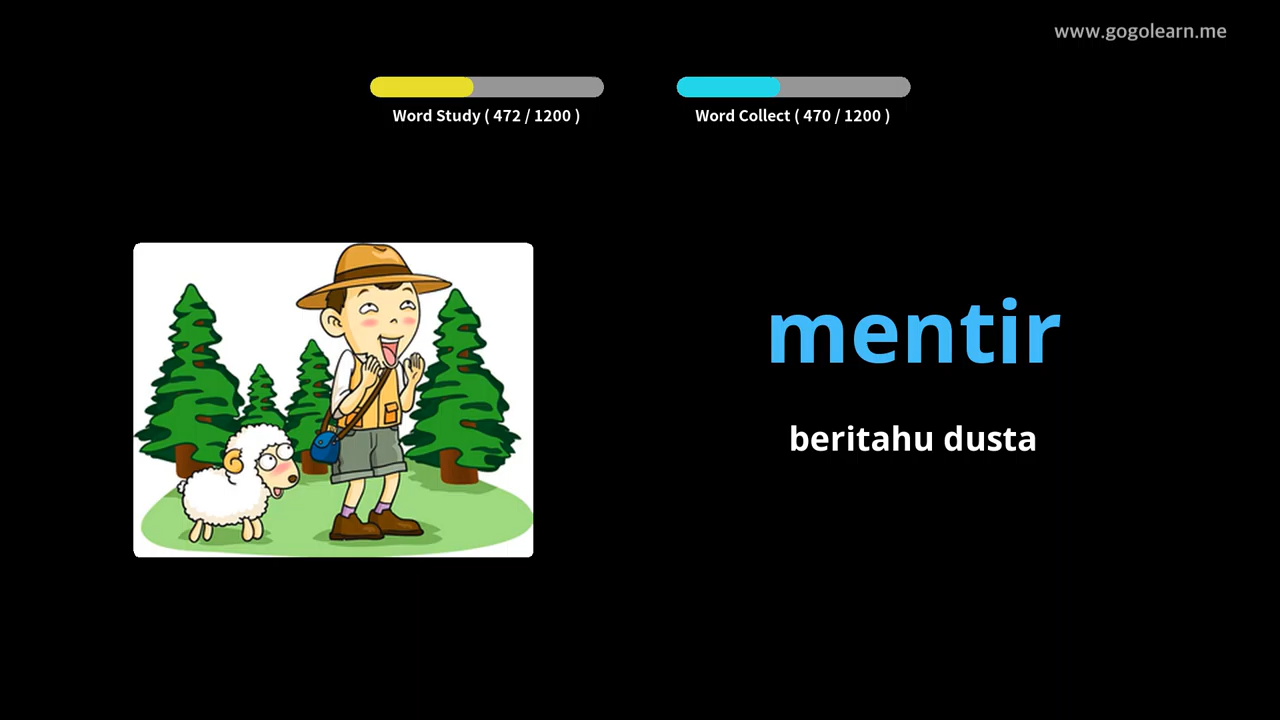 www.gogolearn.me
Word Study ( 472 / 1200 )
Word Collect ( 470 / 1200 )
mentir
beritahu dusta